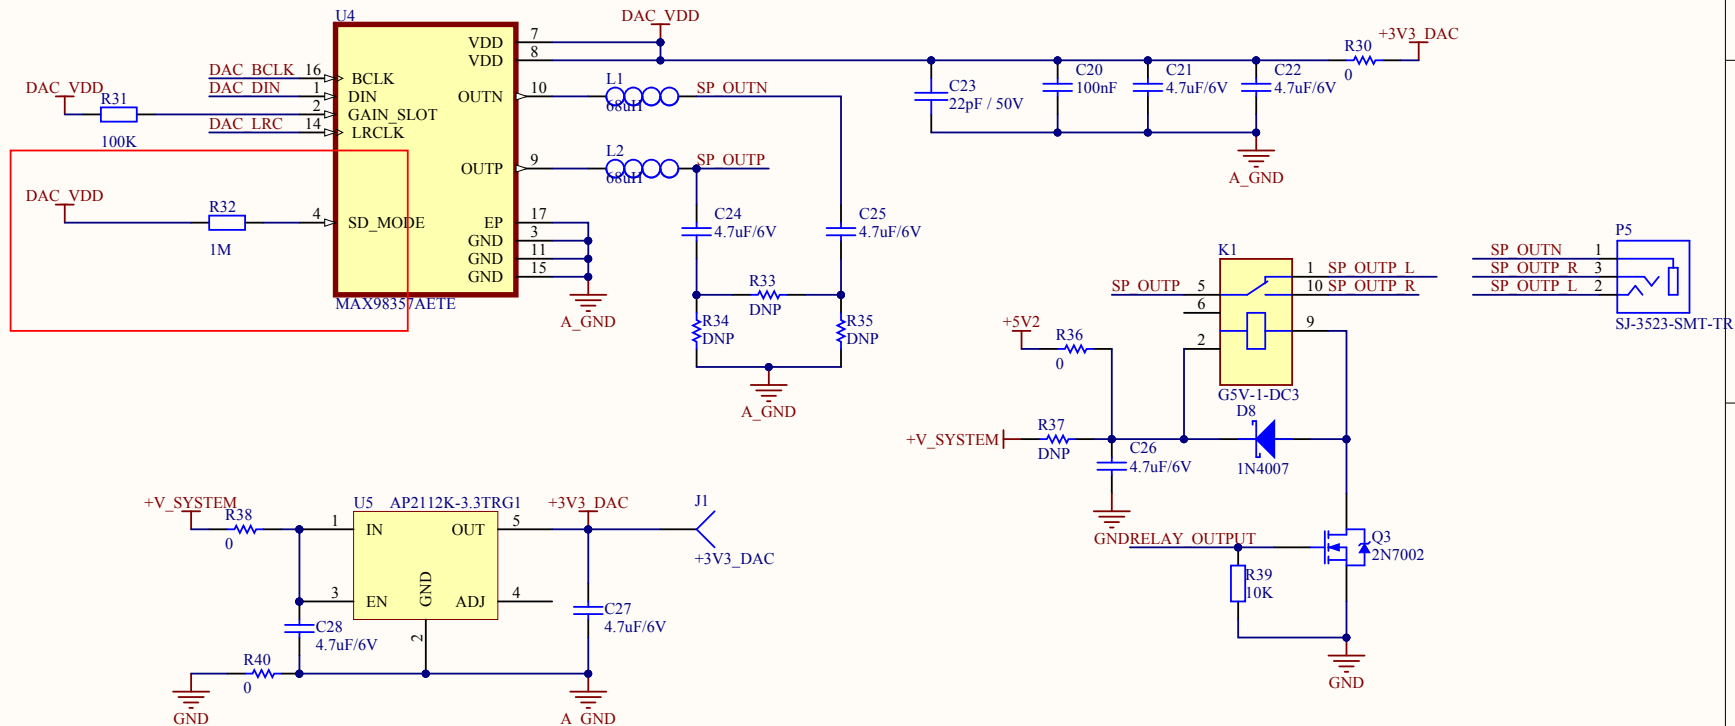 U4
DAC_VDD
VDD 7
VDD 8
+3V3_DAC
R30
0
DAC_BCLK 16 BCLK
DAC_DIN 1 DIN
2 GAIN_SLOT
DAC_LRC 14 LRCLK
DAC_VDD
R31
100K
OUTN 10
L1
68uH
SP_OUTN
C23
22pF / 50V
C20
100nF
C21
4.7uF/6V
C22
4.7uF/6V
A_GND
OUTP 9
L2
68uH
SP_OUTP
DAC_VDD
R32
1M
4 SD_MODE
EP 17
GND 3
GND 11
GND 15
MAX98357AETE
A_GND
C24
4.7uF/6V
C25
4.7uF/6V
R33
DNP
R34
DNP
R35
DNP
A_GND
K1
SP_OUTP 5
6
2
1 SP_OUTP_L
10 SP_OUTP_R
9
G5V-1-DC3
P5
SP_OUTN 1
SP_OUTP_R 3
SP_OUTP_L 2
SJ-3523-SMT-TR
+5V2
R36
0
+V_SYSTEM
R37
DNP
C26
4.7uF/6V
GND
D8
1N4007
RELAY_OUTPUT
Q3
2N7002
R39
10K
GND
+V_SYSTEM
R38
0
U5 AP2112K-3.3TRG1
1 IN
OUT 5
3 EN
GND
2
ADJ 4
+3V3_DAC
J1
+3V3_DAC
C28
4.7uF/6V
C27
4.7uF/6V
R40
0
GND
A_GND